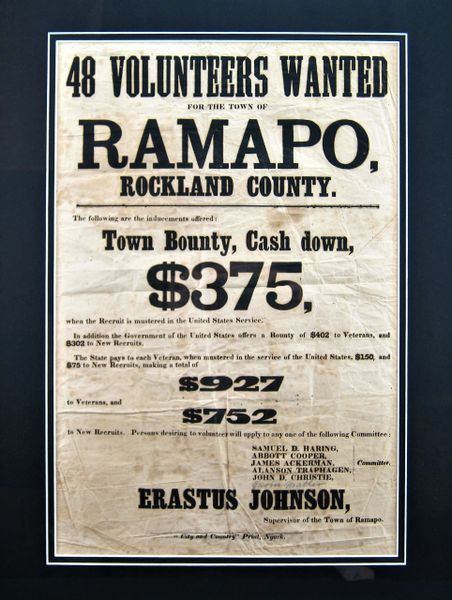 48 VOLUNTEERS WANTED
FOR THE TOWN OF
RAMAPO,
ROCKLAND COUNTY.
The following are the inducements offered:
Town Bounty, Cash down,
$375,
when the Recruit is mustered in the United States Service.
In addition the Government of the United States offers a Bounty of $402 to Veterans, and
$302 to New Recruits.
The State pays to each Veteran, when mustered in the service of the United States, $150, and
$75 to New Recruits, making a total of
$927
to Veterans, and
$752
to New Recruits. Persons desiring to volunteer will apply to any one of the following Committee:
SAMUEL D. HARING,
ABBOTT COOPER,
JAMES ACKERMAN, Committee.
ALANSON TRAPHAGEN,
JOHN D. CHRISTIE,
ERASTUS JOHNSON,
Supervisor of the Town of Ramapo.
"City and Country" Print, Nyack.